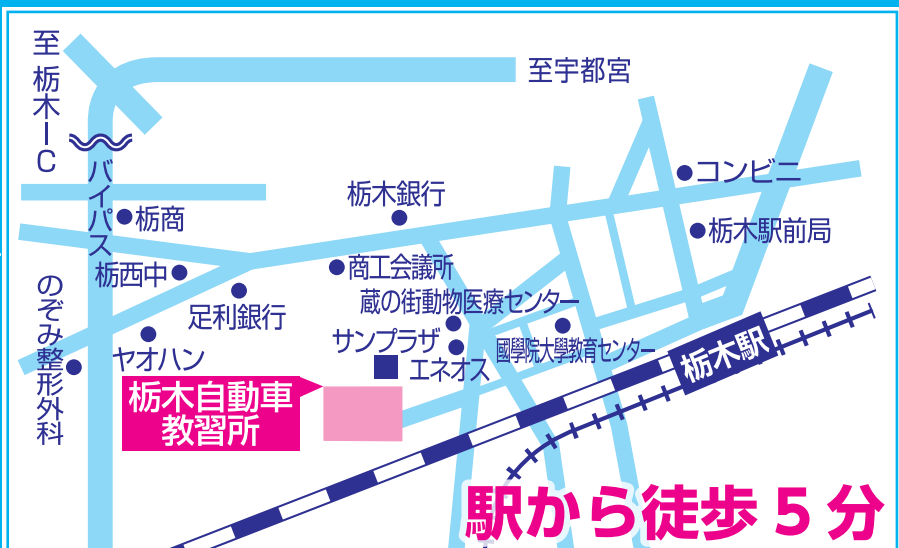 至 栃木ーC
至宇都宮
バイパス
コンビニ
栃木銀行
栃商
栃木駅前局
商工会議所
栃西中
のぞみ整形外科
蔵の街動物医療センター
足利銀行
サンプラザ
國學院大學教育センター
ヤオハン
エネオス
栃木駅
栃木自動車
教習所
駅から徒歩5分